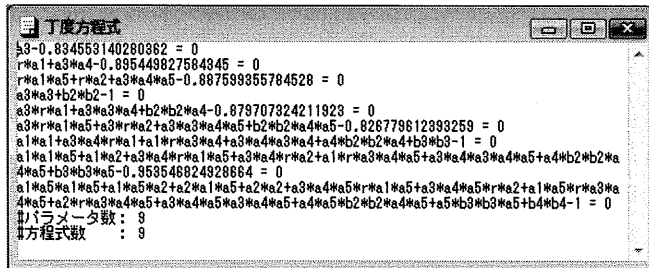 丁度方程式
a3-0.834553140280362 = 0
r*a1+a3*a4-0.895449827584345 = 0
r*a1*a5+r*a2+a3*a4*a5-0.887599355784528 = 0
a3*a3+b2*b2-1 = 0
a3*r*a1+a3*a3*a4+b2*b2*a4-0.879707324211923 = 0
a3*r*a1*a5+a3*r*a2+a3*a3*a4*a5+b2*b2*a4*a5-0.826779612393259 = 0
a1*a1+a3*a4*r*a1+a1*r*a3*a4+a3*a4*a3*a4+a4*b2*b2*a4+b3*b3-1 = 0
a1*a1*a5+a1*a2+a3*a4*r*a1*a5+a3*a4*r*a2+a1*r*a3*a4*a5+a3*a4*a3*a4*a5+a4*b2*b2*a
4*a5+b3*b3*a5-0.953546824928664 = 0
a1*a5*a1*a5+a1*a5*a2+a2*a1*a5+a2*a2+a3*a4*a5*r*a1*a5+a3*a4*a5*r*a2+a1*a5*r*a3*a
4*a5+a2*r*a3*a4*a5+a3*a4*a5*a3*a4*a5+a4*a5*b2*b2*a4*a5+a5*b3*b3*a5+b4*b4-1 = 0
#パラメータ数: 9
#方程式数 : 9